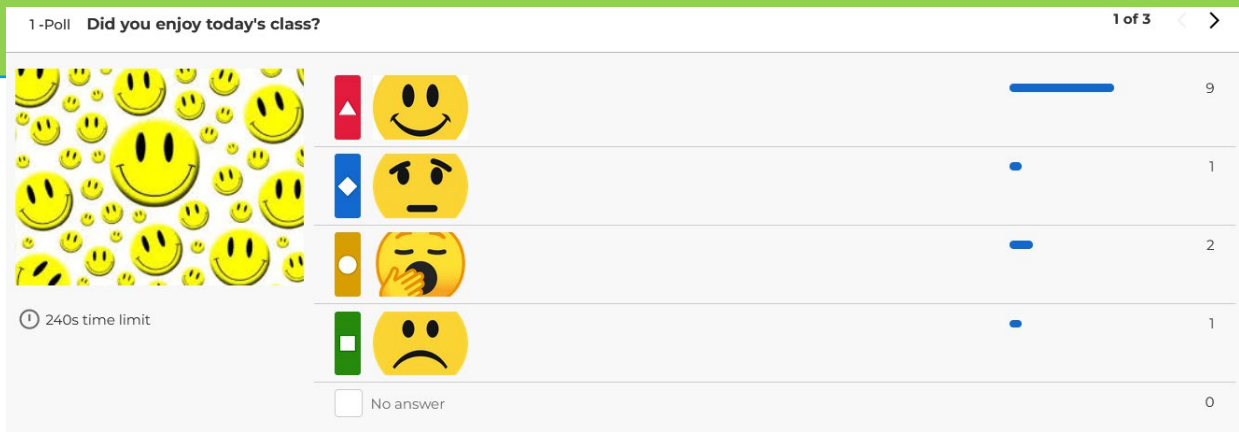 1 -Poll Did you enjoy today's class?
1 of 3
9
1
2
240s time limit
1
No answer
0